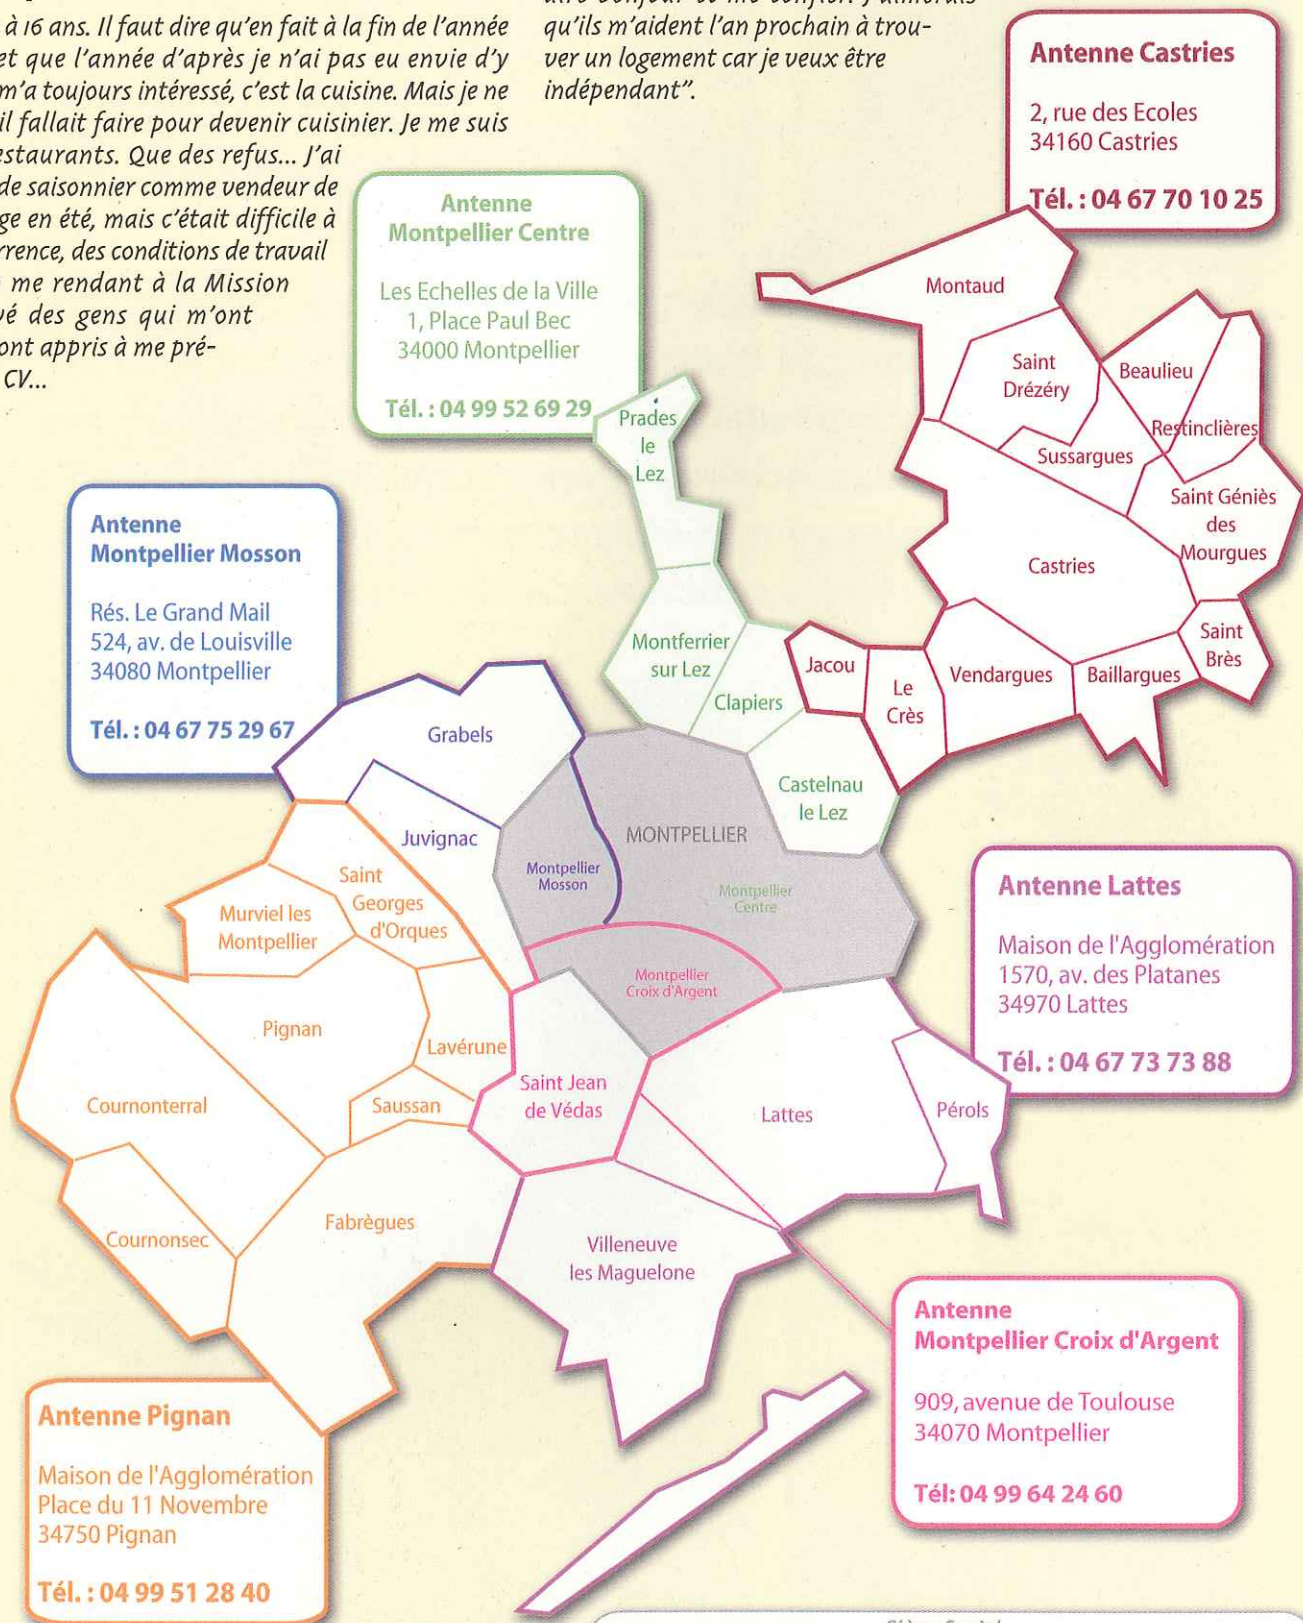 à 16 ans. Il faut dire qu'en fait à la fin de l'année
et que l'année d'après je n'ai pas eu envie d'y
m'a toujours intéressé, c'est la cuisine. Mais je ne
il fallait faire pour devenir cuisinier. Je me suis
estaurants. Que des refus... J'ai
de saisonnier comme vendeur de
ge en été, mais c'était difficile à
rrence, des conditions de travail
me rendant à la Mission
vé des gens qui m'ont
ont appris à me pré-
CV...
qu'ils m'aident l'an prochain à trou-
ver un logement car je veux être
indépendant”.
Antenne Castries
2, rue des Ecoles
34160 Castries
Tél. : 04 67 70 10 25
Antenne
Montpellier Centre
Les Echelles de la Ville
1, Place Paul Bec
34000 Montpellier
Tél. : 04 99 52 69 29
Antenne
Montpellier Mosson
Rés. Le Grand Mail
524, av. de Louisville
34080 Montpellier
Tél. : 04 67 75 29 67
Montaud
Saint
Drézéry
Beaulieu
Restinclières
Sussargues
Saint Géniès
des
Mourgues
Castries
Saint
Brès
Baillargues
Vendargues
Le
Crès
Jacou
Prades
le
Lez
Montferrier
sur Lez
Clapiers
Castelnau
le Lez
Grabels
Juvignac
MONTPELLIER
Montpellier
Mosson
Montpellier
Centre
Montpellier
Croix d'Argent
Saint
Georges
d'Orques
Murviel les
Montpellier
Pignan
Lavérune
Saussan
Cournonterral
Cournonsec
Fabrègues
Saint Jean
de Védas
Lattes
Pérols
Villeneuve
les Maguelone
Antenne Lattes
Maison de l'Agglomération
1570, av. des Platanes
34970 Lattes
Tél. : 04 67 73 73 88
Antenne
Montpellier Croix d'Argent
909, avenue de Toulouse
34070 Montpellier
Tél: 04 99 64 24 60
Antenne Pignan
Maison de l'Agglomération
Place du 11 Novembre
34750 Pignan
Tél. : 04 99 51 28 40